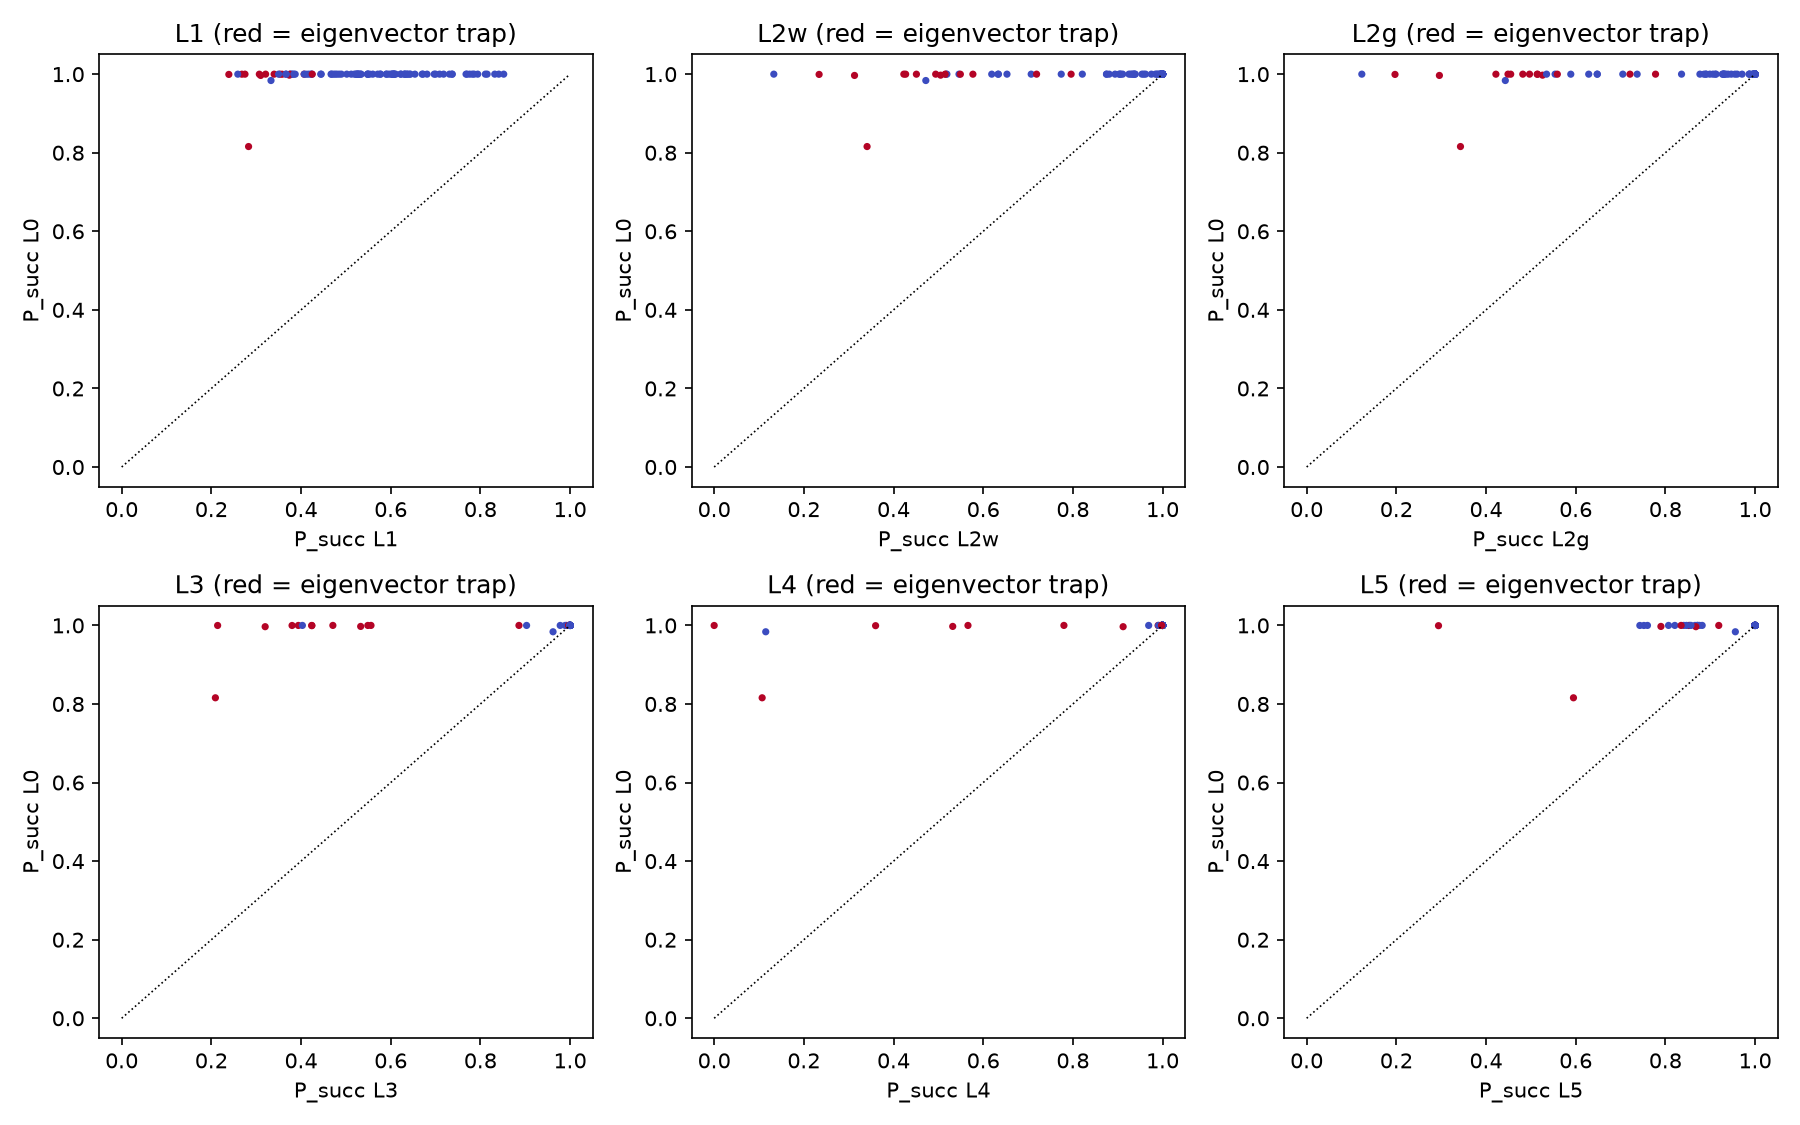 L1 (red = eigenvector trap)
1.0
0.8
0.6
0.4
0.2
0.0
P_succ L0
0.0 0.2 0.4 0.6 0.8 1.0
P_succ L1
L2w (red = eigenvector trap)
1.0
0.8
0.6
0.4
0.2
0.0
P_succ L0
0.0 0.2 0.4 0.6 0.8 1.0
P_succ L2w
L2g (red = eigenvector trap)
1.0
0.8
0.6
0.4
0.2
0.0
P_succ L0
0.0 0.2 0.4 0.6 0.8 1.0
P_succ L2g
L3 (red = eigenvector trap)
1.0
0.8
0.6
0.4
0.2
0.0
P_succ L0
0.0 0.2 0.4 0.6 0.8 1.0
P_succ L3
L4 (red = eigenvector trap)
1.0
0.8
0.6
0.4
0.2
0.0
P_succ L0
0.0 0.2 0.4 0.6 0.8 1.0
P_succ L4
L5 (red = eigenvector trap)
1.0
0.8
0.6
0.4
0.2
0.0
P_succ L0
0.0 0.2 0.4 0.6 0.8 1.0
P_succ L5